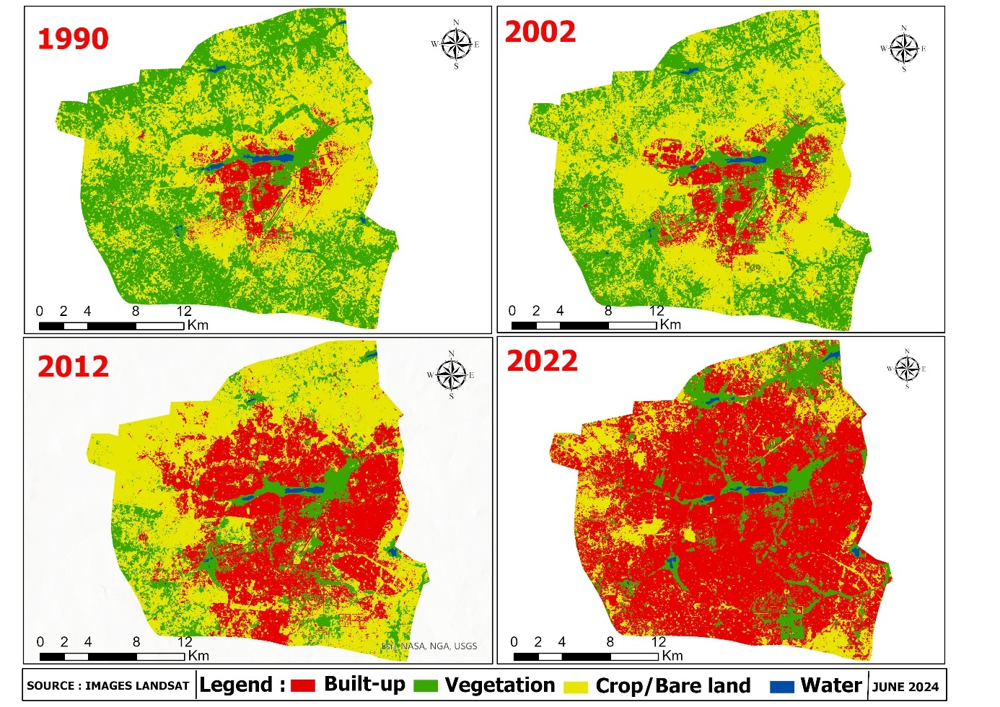 1990
N
W E
S
0 2 4 8 12
Km
2002
N
W E
S
0 2 4 8 12
Km
2012
N
W E
S
0 2 4 8 12
Km
Esri, NASA, NGA, USGS
2022
N
W E
S
0 2 4 8 12
Km
SOURCE : IMAGES LANDSAT Legend : Built-up Vegetation Crop/Bare land Water JUNE 2024